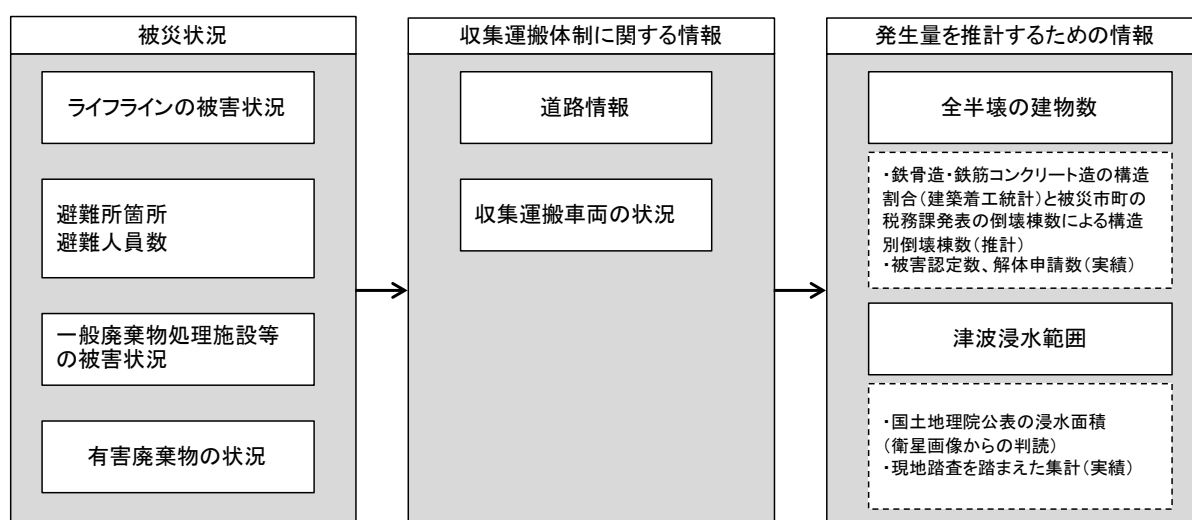 被災状況
ライフラインの被害状況
避難所箇所
避難人員数
一般廃棄物処理施設等
の被害状況
有害廃棄物の状況
収集運搬体制に関する情報
道路情報
収集運搬車両の状況
発生量を推計するための情報
全半壊の建物数
・鉄骨造・鉄筋コンクリート造の構造
割合(建築着工統計)と被災市町の
税務課発表の倒壊棟数による構造
別倒壊棟数(推計)
・被害認定数、解体申請数(実績)
津波浸水範囲
・国土地理院公表の浸水面積
(衛星画像からの判読)
・現地踏査を踏まえた集計(実績)